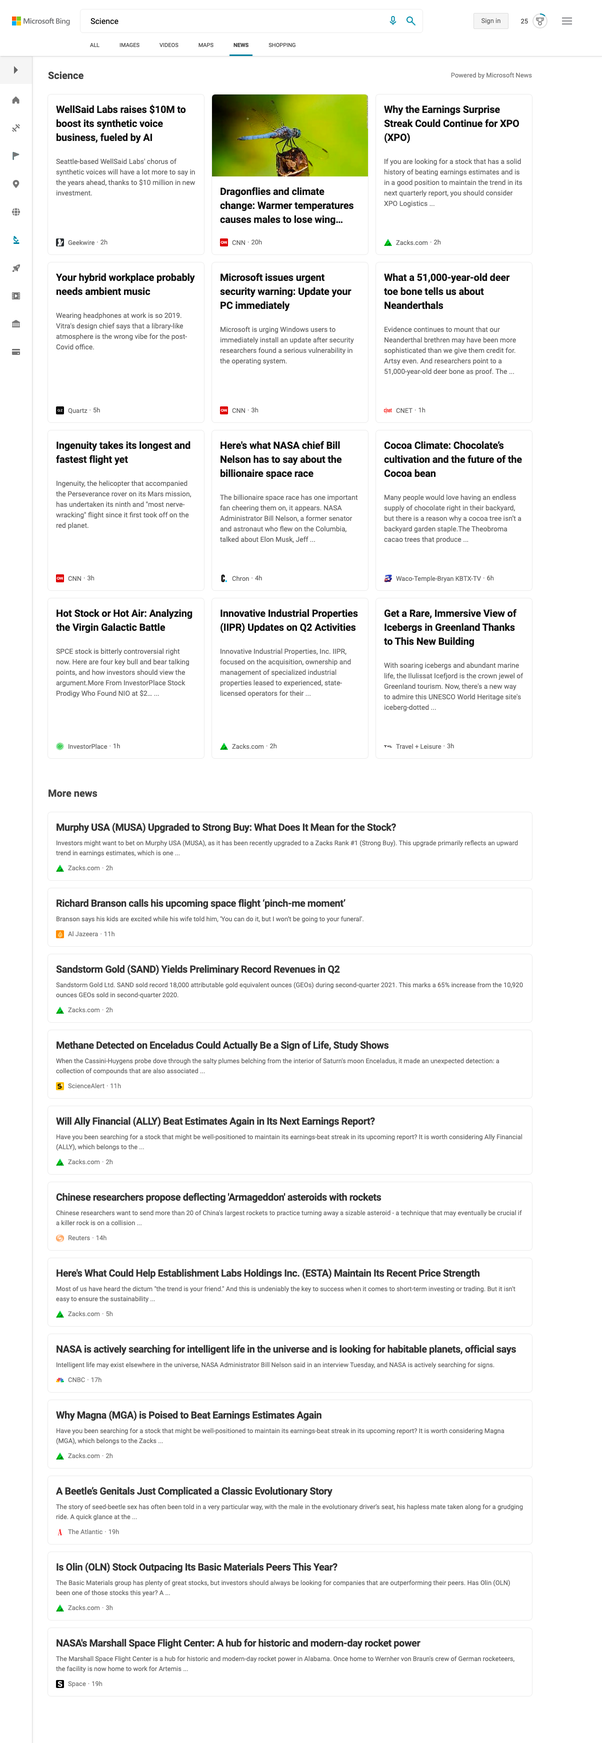 Microsoft Bing
Science
Sign in
25
ALL IMAGES VIDEOS MAPS NEWS SHOPPING
Science
Powered by Microsoft News
WellSaid Labs raises $10M to
boost its synthetic voice
business, fueled by AI
Seattle-based WellSaid Labs' chorus of
synthetic voices will have a lot more to say in
the years ahead, thanks to $10 million in new
investment.
Geekwire · 2h
Dragonflies and climate
change: Warmer temperatures
causes males to lose wing…
CNN · 20h
Why the Earnings Surprise
Streak Could Continue for XPO
(XPO)
If you are looking for a stock that has a solid
history of beating earnings estimates and is
in a good position to maintain the trend in its
next quarterly report, you should consider
XPO Logistics ...
Zacks.com · 2h
Your hybrid workplace probably
needs ambient music
Wearing headphones at work is so 2019.
Vitra's design chief says that a library-like
atmosphere is the wrong vibe for the post-
Covid office.
Quartz · 5h
Microsoft issues urgent
security warning: Update your
PC immediately
Microsoft is urging Windows users to
immediately install an update after security
researchers found a serious vulnerability in
the operating system.
CNN · 3h
What a 51,000-year-old deer
toe bone tells us about
Neanderthals
Evidence continues to mount that our
Neanderthal brethren may have been more
sophisticated than we give them credit for.
Artsy even. And researchers point to a
51,000-year-old deer bone as proof. The ...
CNET · 1h
Ingenuity takes its longest and
fastest flight yet
Ingenuity, the helicopter that accompanied
the Perseverance rover on its Mars mission,
has undertaken its ninth and "most nerve-
wracking" flight since it first took off on the
red planet.
CNN · 3h
Here's what NASA chief Bill
Nelson has to say about the
billionaire space race
The billionaire space race has one important
fan cheering them on, it appears. NASA
Administrator Bill Nelson, a former senator
and astronaut who flew on the Columbia,
talked about Elon Musk, Jeff ...
Chron · 4h
Cocoa Climate: Chocolate's
cultivation and the future of the
Cocoa bean
Many people would love having an endless
supply of chocolate right in their backyard,
but there is a reason why a cocoa tree isn't a
backyard garden staple.The Theobroma
cacao trees that produce ...
Waco-Temple-Bryan KBTX-TV · 6h
Hot Stock or Hot Air: Analyzing
the Virgin Galactic Battle
SPCE stock is bitterly controversial right
now. Here are four key bull and bear talking
points, and how investors should view the
argument.More From InvestorPlace Stock
Prodigy Who Found NIO at $2... ...
InvestorPlace · 1h
Innovative Industrial Properties
(IIPR) Updates on Q2 Activities
Innovative Industrial Properties, Inc. IIPR,
focused on the acquisition, ownership and
management of specialized industrial
properties leased to experienced, state-
licensed operators for their ...
Zacks.com · 2h
Get a Rare, Immersive View of
Icebergs in Greenland Thanks
to This New Building
With soaring icebergs and abundant marine
life, the Ilulissat Icefjord is the crown jewel of
Greenland tourism. Now, there's a new way
to admire this UNESCO World Heritage site's
iceberg-dotted ...
Travel + Leisure · 3h
More news
Murphy USA (MUSA) Upgraded to Strong Buy: What Does It Mean for the Stock?
Investors might want to bet on Murphy USA (MUSA), as it has been recently upgraded to a Zacks Rank #1 (Strong Buy). This upgrade primarily reflects an upward
trend in earnings estimates, which is one ...
Zacks.com · 2h
Richard Branson calls his upcoming space flight 'pinch-me moment'
Branson says his kids are excited while his wife told him, 'You can do it, but I won't be going to your funeral'.
Al Jazeera · 11h
Sandstorm Gold (SAND) Yields Preliminary Record Revenues in Q2
Sandstorm Gold Ltd. SAND sold record 18,000 attributable gold equivalent ounces (GEOs) during second-quarter 2021. This marks a 65% increase from the 10,920
ounces GEOs sold in second-quarter 2020.
Zacks.com · 2h
Methane Detected on Enceladus Could Actually Be a Sign of Life, Study Shows
When the Cassini-Huygens probe dove through the salty plumes belching from the interior of Saturn's moon Enceladus, it made an unexpected detection: a
collection of compounds that are also associated ...
ScienceAlert · 11h
Will Ally Financial (ALLY) Beat Estimates Again in Its Next Earnings Report?
Have you been searching for a stock that might be well-positioned to maintain its earnings-beat streak in its upcoming report? It is worth considering Ally Financial
(ALLY), which belongs to the ...
Zacks.com · 2h
Chinese researchers propose deflecting 'Armageddon' asteroids with rockets
Chinese researchers want to send more than 20 of China's largest rockets to practice turning away a sizable asteroid - a technique that may eventually be crucial if
a killer rock is on a collision ...
Reuters · 14h
Here's What Could Help Establishment Labs Holdings Inc. (ESTA) Maintain Its Recent Price Strength
Most of us have heard the dictum "the trend is your friend." And this is undeniably the key to success when it comes to short-term investing or trading. But it isn't
easy to ensure the sustainability ...
Zacks.com · 5h
NASA is actively searching for intelligent life in the universe and is looking for habitable planets, official says
Intelligent life may exist elsewhere in the universe, NASA Administrator Bill Nelson said in an interview Tuesday, and NASA is actively searching for signs.
CNBC · 17h
Why Magna (MGA) is Poised to Beat Earnings Estimates Again
Have you been searching for a stock that might be well-positioned to maintain its earnings-beat streak in its upcoming report? It is worth considering Magna
(MGA), which belongs to the Zacks ...
Zacks.com · 2h
A Beetle's Genitals Just Complicated a Classic Evolutionary Story
The story of seed-beetle sex has often been told in a very particular way, with the male in the evolutionary driver's seat, his hapless mate taken along for a grudging
ride. A quick glance at the ...
The Atlantic · 19h
Is Olin (OLN) Stock Outpacing Its Basic Materials Peers This Year?
The Basic Materials group has plenty of great stocks, but investors should always be looking for companies that are outperforming their peers. Has Olin (OLN)
been one of those stocks this year? A ...
Zacks.com · 3h
NASA's Marshall Space Flight Center: A hub for historic and modern-day rocket power
The Marshall Space Flight Center is a hub for historic and modern-day rocket power in Alabama. Once home to Wernher von Braun's crew of German rocketeers,
the facility is now home to work for Artemis ...
Space · 19h